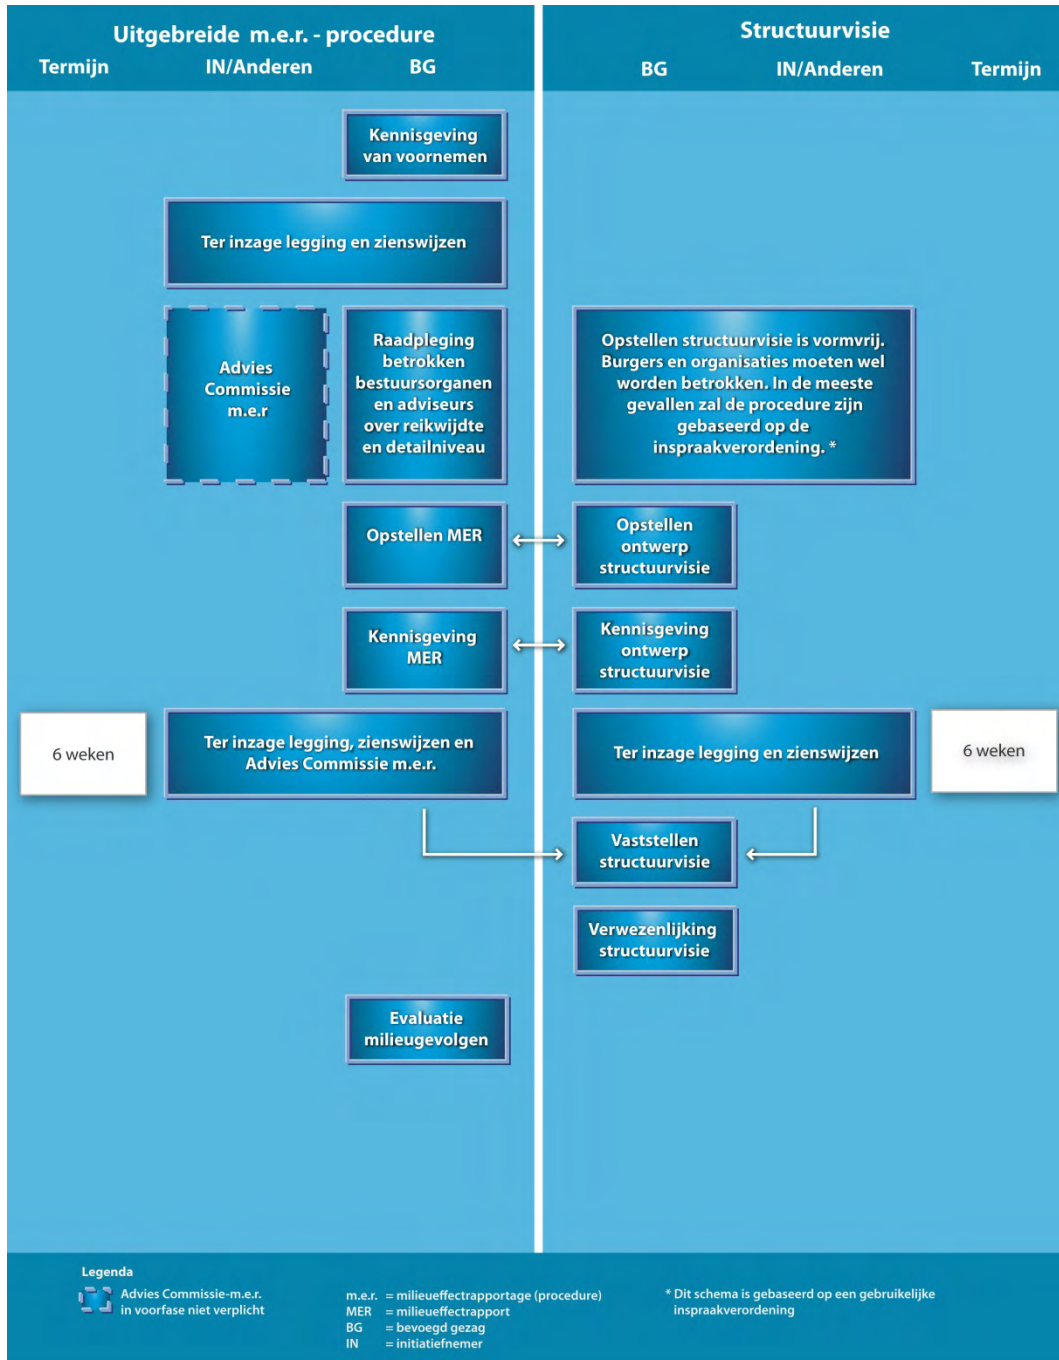 Uitgebreide m.e.r. - procedure
Termijn IN/Anderen BG
Structuurvisie
BG IN/Anderen Termijn
Kennisgeving
van voornemen
Ter inzage legging en zienswijzen
Advies
Commissie
m.e.r
Raadpleging
betrokken
bestuursorganen
en adviseurs
over reikwijdte
en detailniveau
Opstellen structuurvisie is vormvrij.
Burgers en organisaties moeten wel
worden betrokken. In de meeste
gevallen zal de procedure zijn
gebaseerd op de
inspraakverordening. *
Opstellen MER
Opstellen
ontwerp
structuurvisie
Kennisgeving
MER
Kennisgeving
ontwerp
structuurvisie
6 weken
Ter inzage legging, zienswijzen en
Advies Commissie m.e.r.
Ter inzage legging en zienswijzen
6 weken
Vaststellen
structuurvisie
Verwezenlijking
structuurvisie
Evaluatie
milieugevolgen
Legenda
Advies Commissie-m.e.r.
in voorfase niet verplicht
m.e.r. = milieueffectrapportage (procedure)
MER = milieueffectrapport
BG = bevoegd gezag
IN = initiatiefnemer
* Dit schema is gebaseerd op een gebruikelijke
inspraakverordening